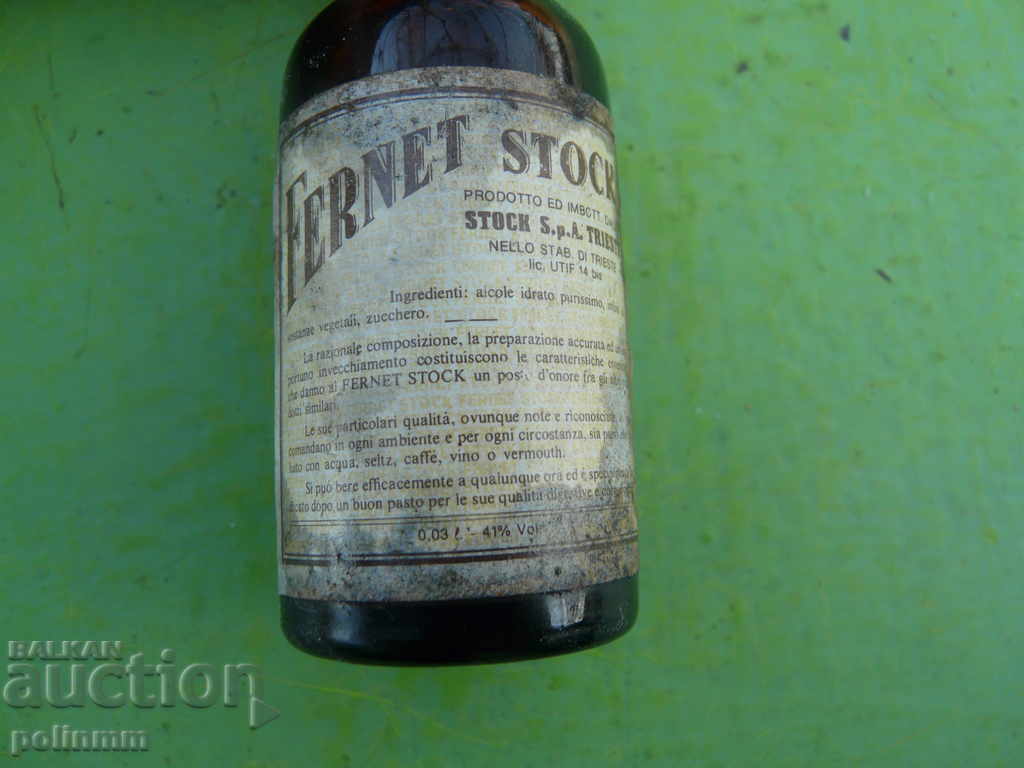 FERNET STOCK
PRODOTTO ED IMBOTT. DA
STOCK S.p.A. TRIESTE
NELLO STAB. DI TRIESTE
lic. UTIF 14 bis
Ingredienti: alcole idrato purissimo,
sostanze vegetali, zucchero.
La razionale composizione, la preparazione accurata ed
portuno invecchiamento costituiscono le caratteristiche
che danno al FERNET STOCK un posto d'onore fra gli
dotti similari.
Le sue particolari qualità, ovunque note e riconosciute,
comandano in ogni ambiente e per ogni circostanza, sia
lato con acqua, seltz, caffè, vino o vermouth.
Si può bere efficacemente a qualunque ora ed è
dicato dopo un buon pasto per le sue qualità digestive e
0,03 ℓ - 41% Vol
BALKAN
auction
polinmm